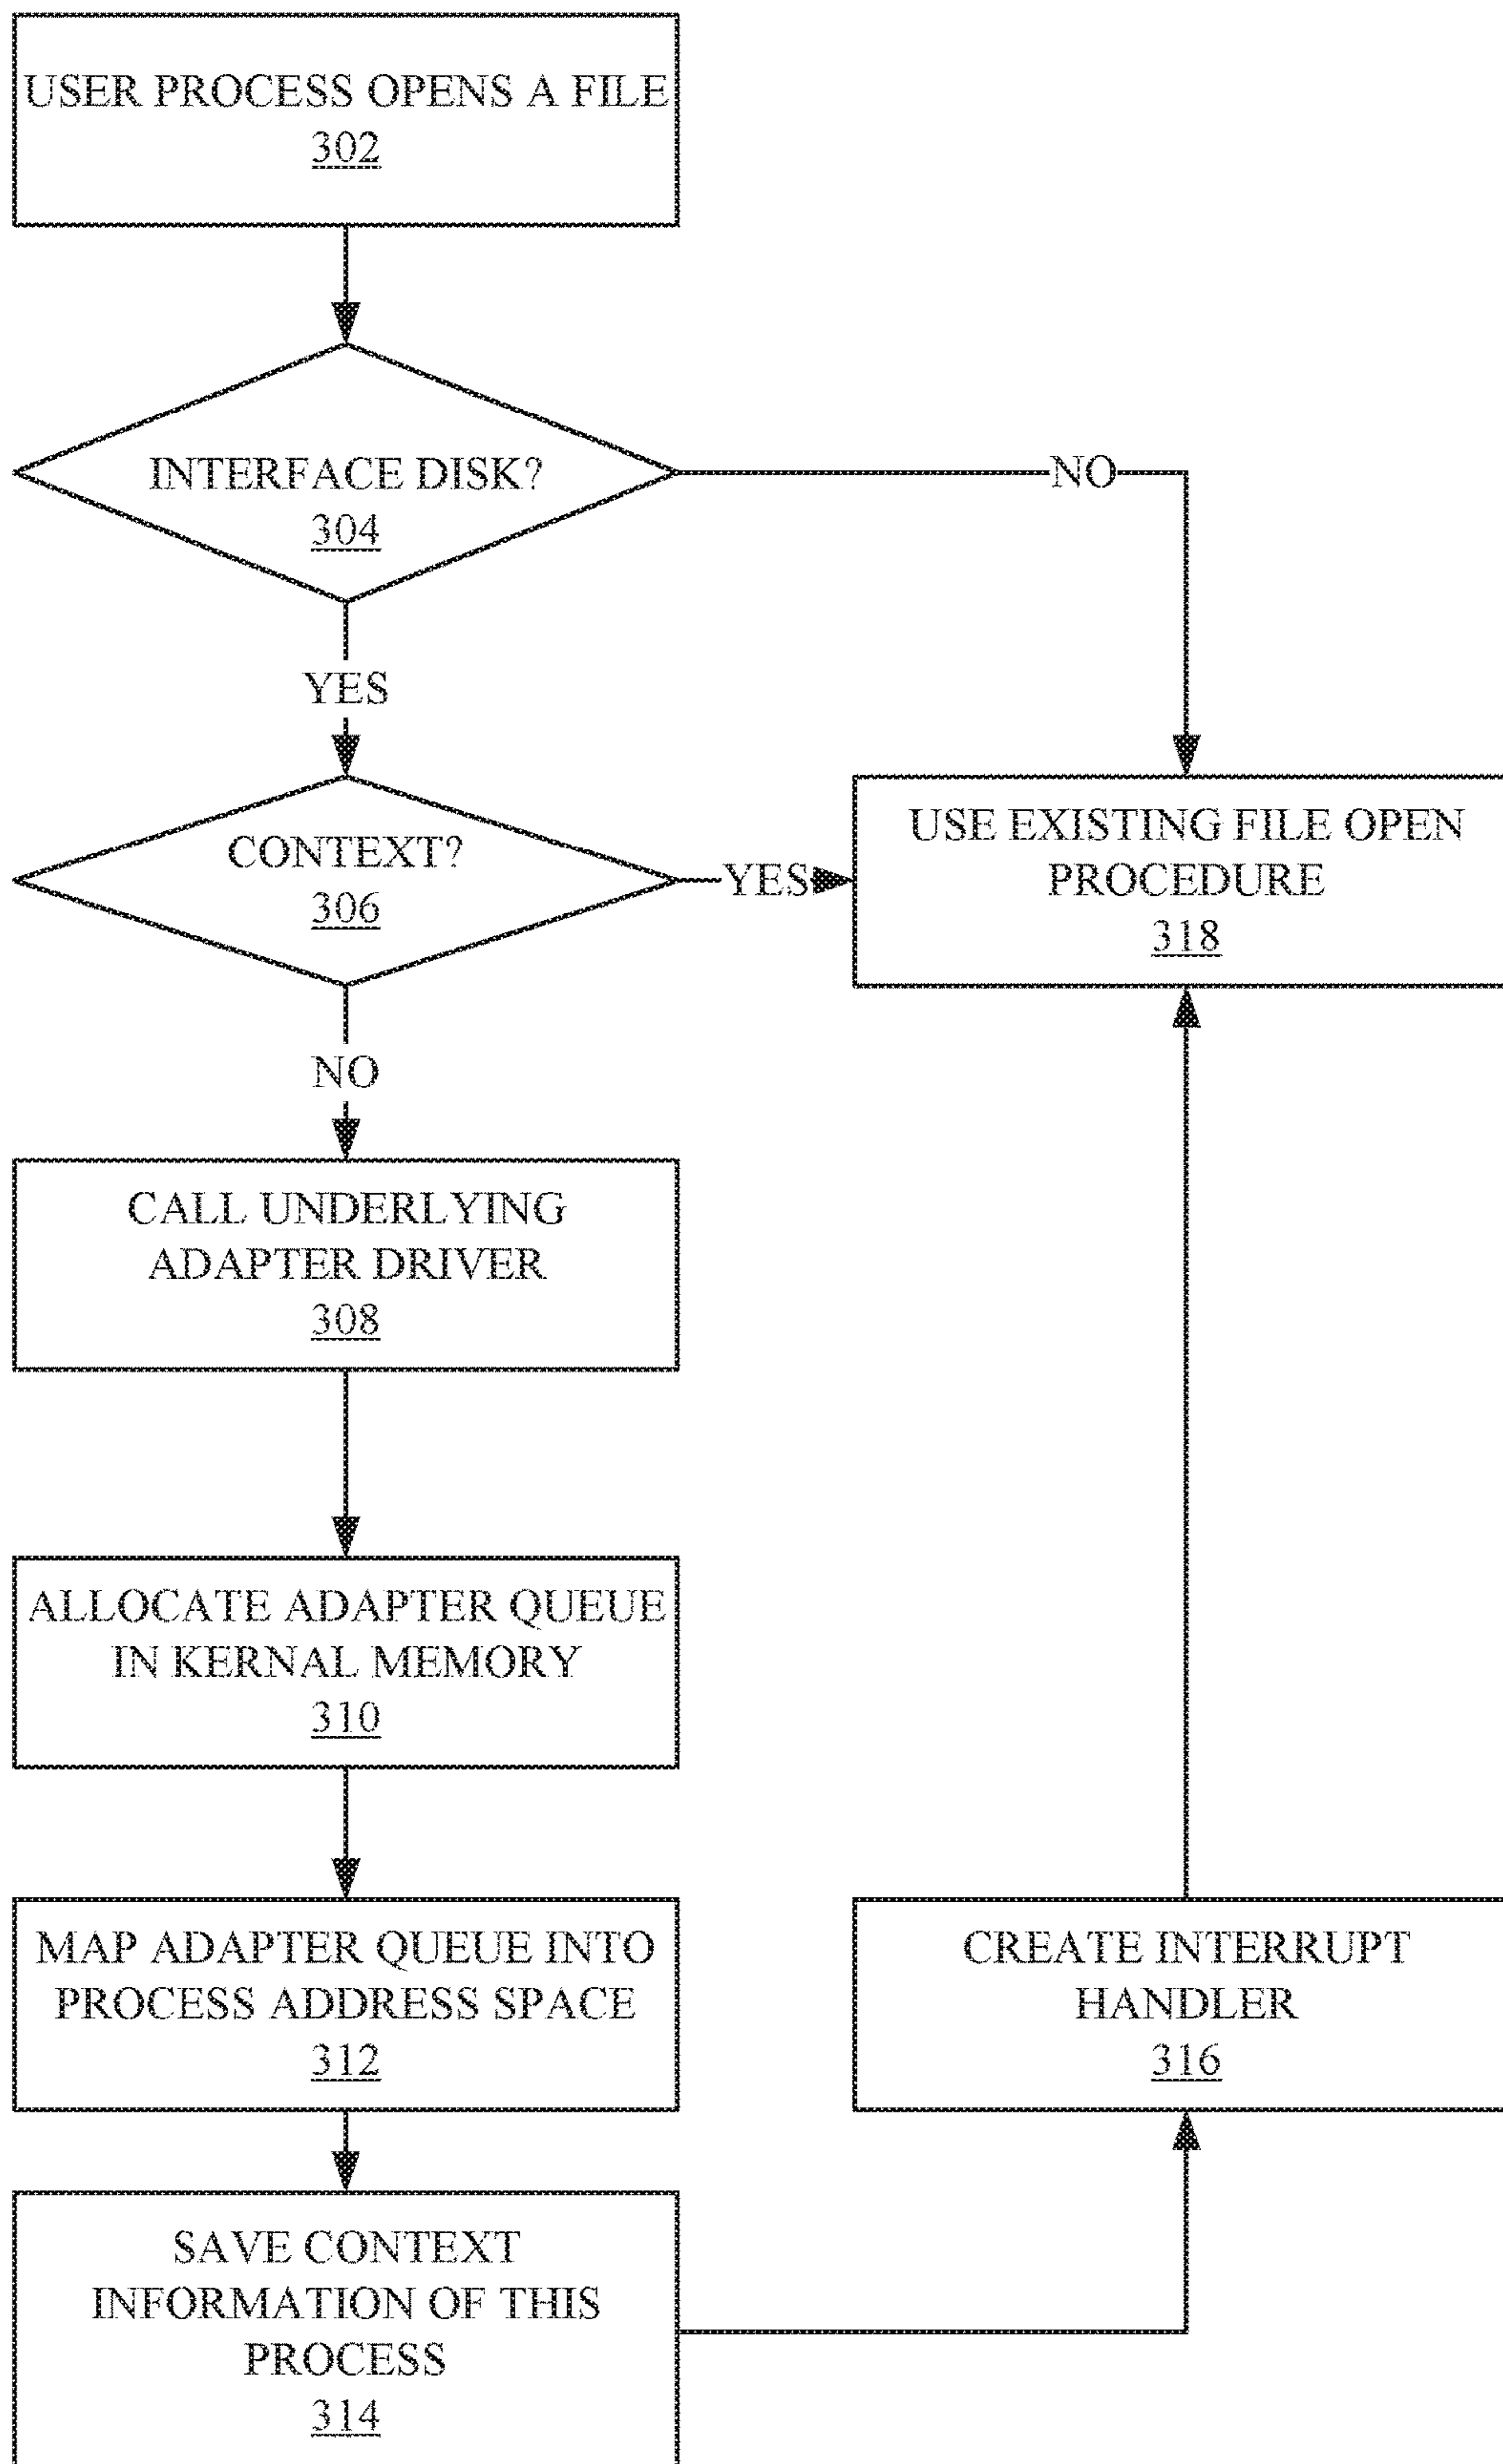 USER PROCESS OPENS A FILE
302
INTERFACE DISK?
304
NO
YES
CONTEXT?
306
YES
USE EXISTING FILE OPEN
PROCEDURE
318
NO
CALL UNDERLYING
ADAPTER DRIVER
308
ALLOCATE ADAPTER QUEUE
IN KERNAL MEMORY
310
MAP ADAPTER QUEUE INTO
PROCESS ADDRESS SPACE
312
SAVE CONTEXT
INFORMATION OF THIS
PROCESS
314
CREATE INTERRUPT
HANDLER
316